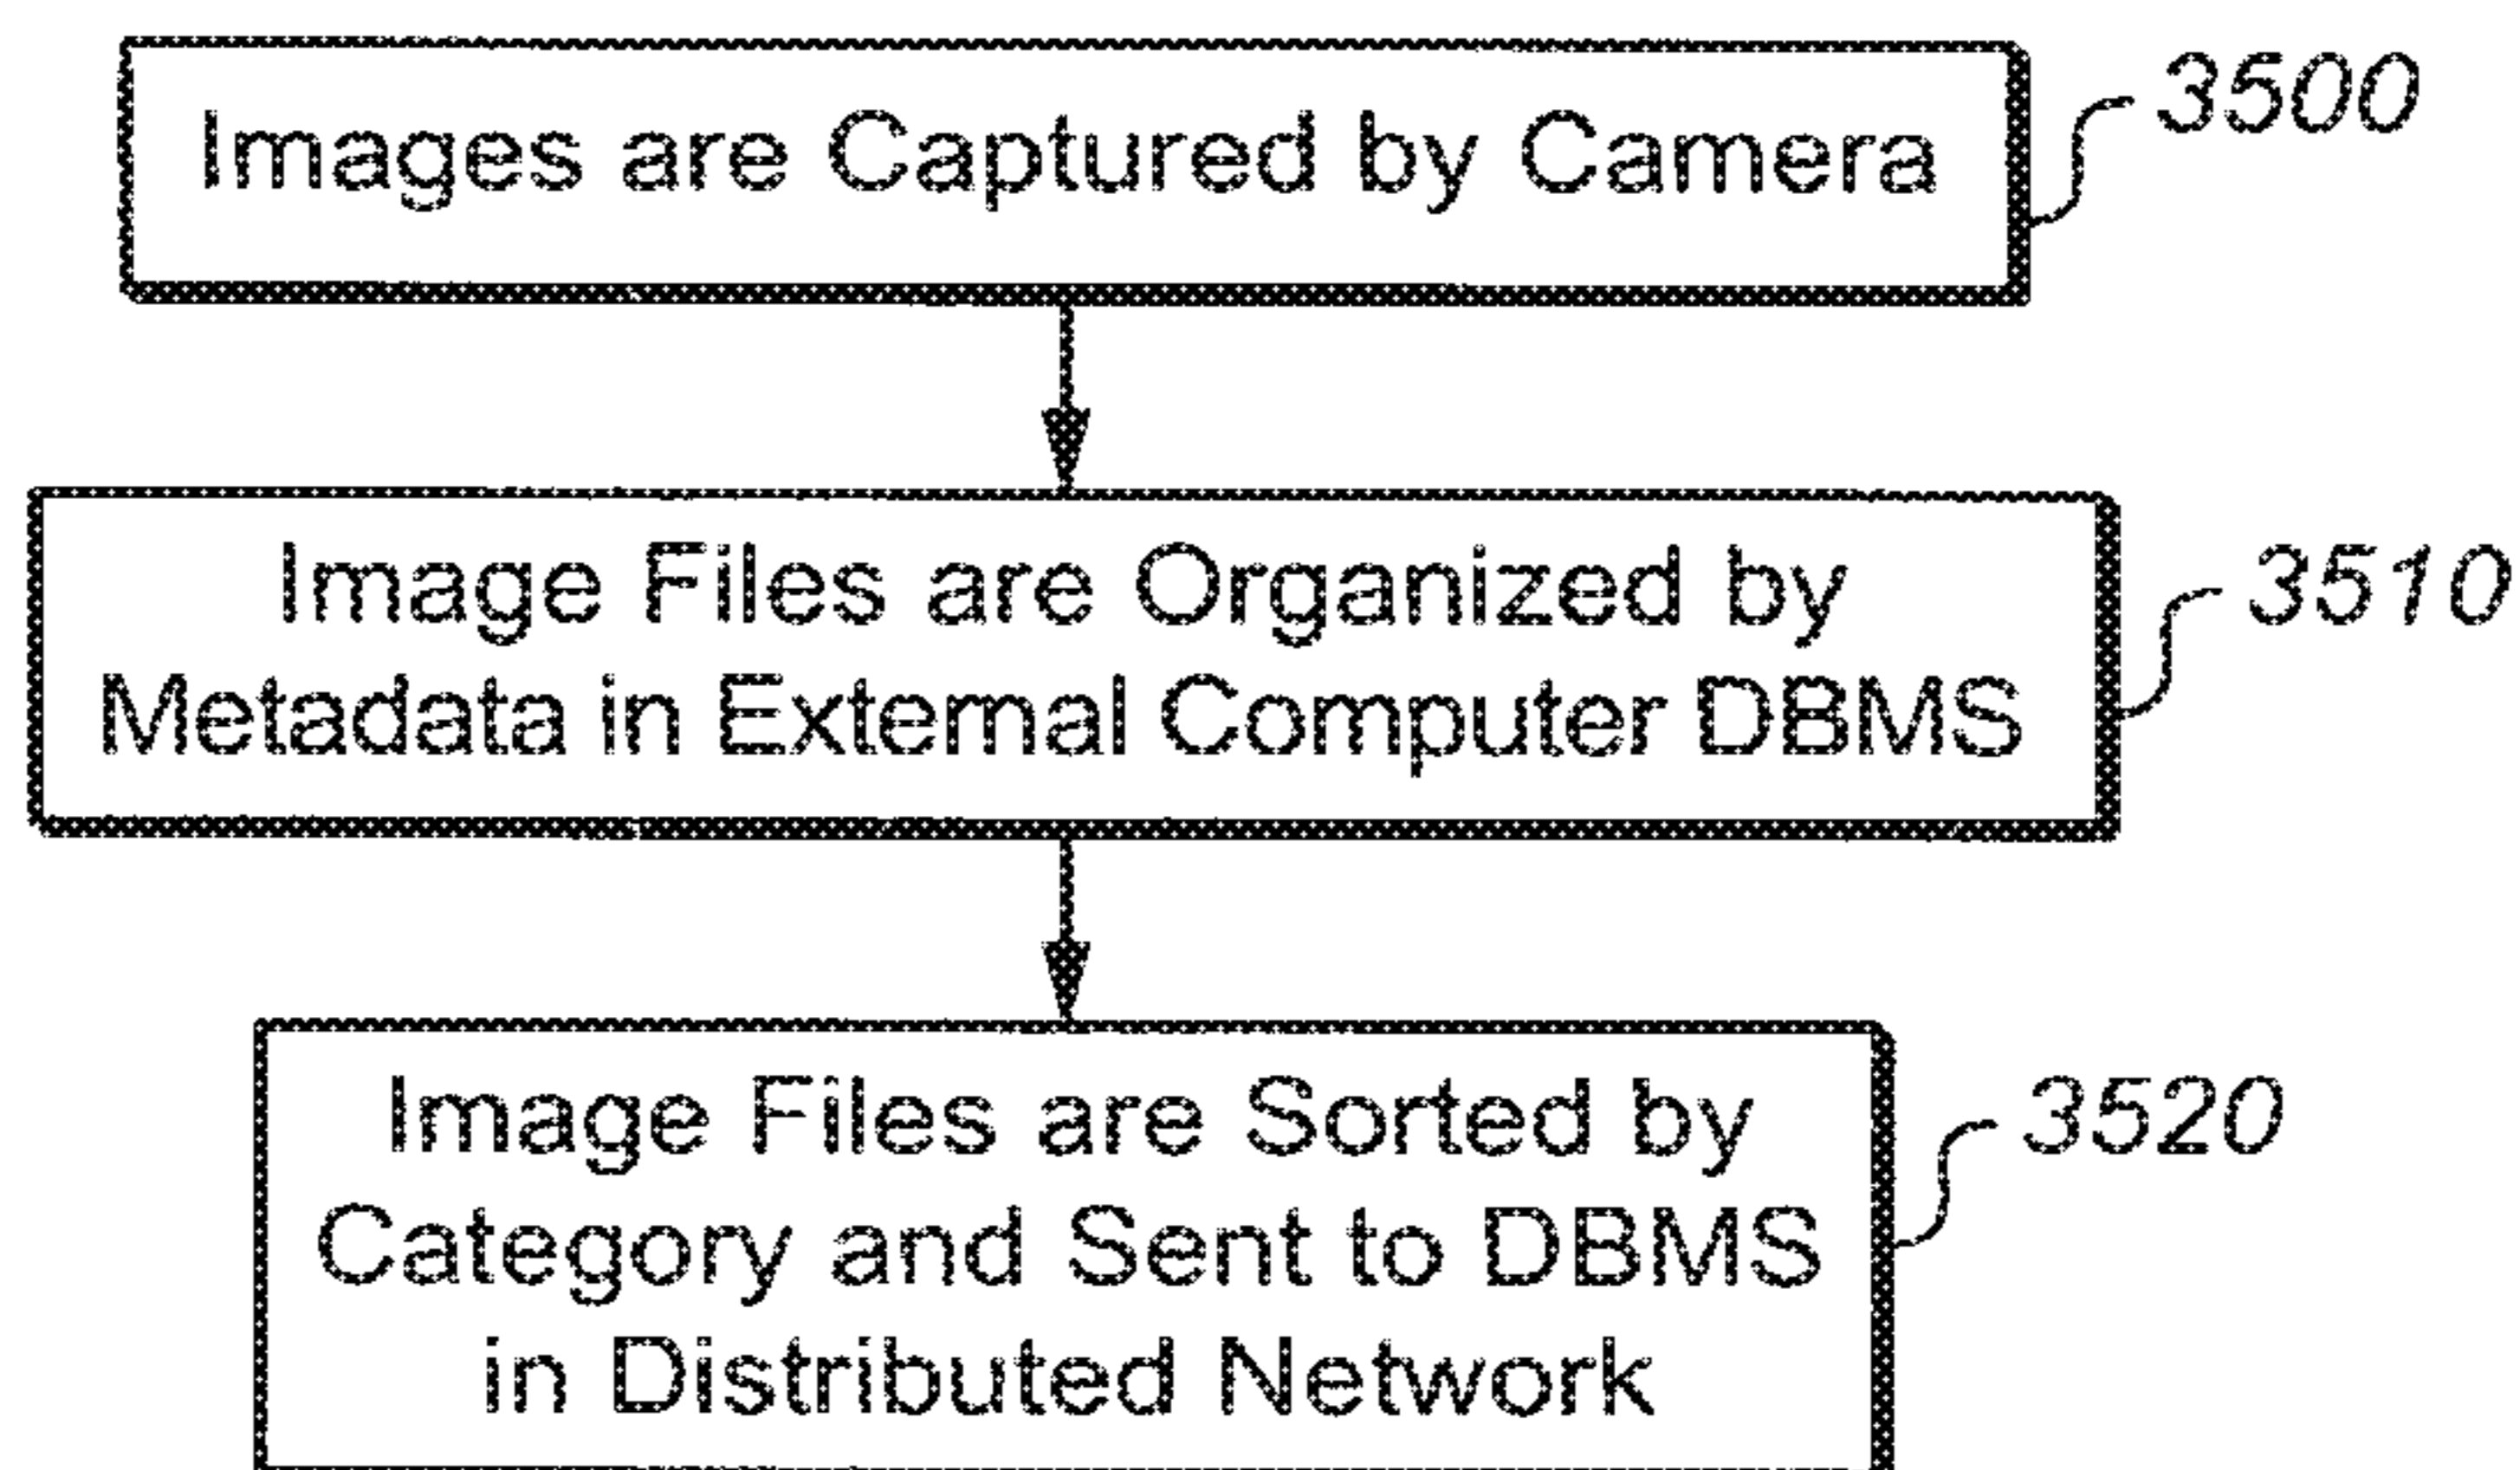 Images are Captured by Camera
3500
Image Files are Organized by
Metadata in External Computer DBMS
3510
Image Files are Sorted by
Category and Sent to DBMS
in Distributed Network
3520